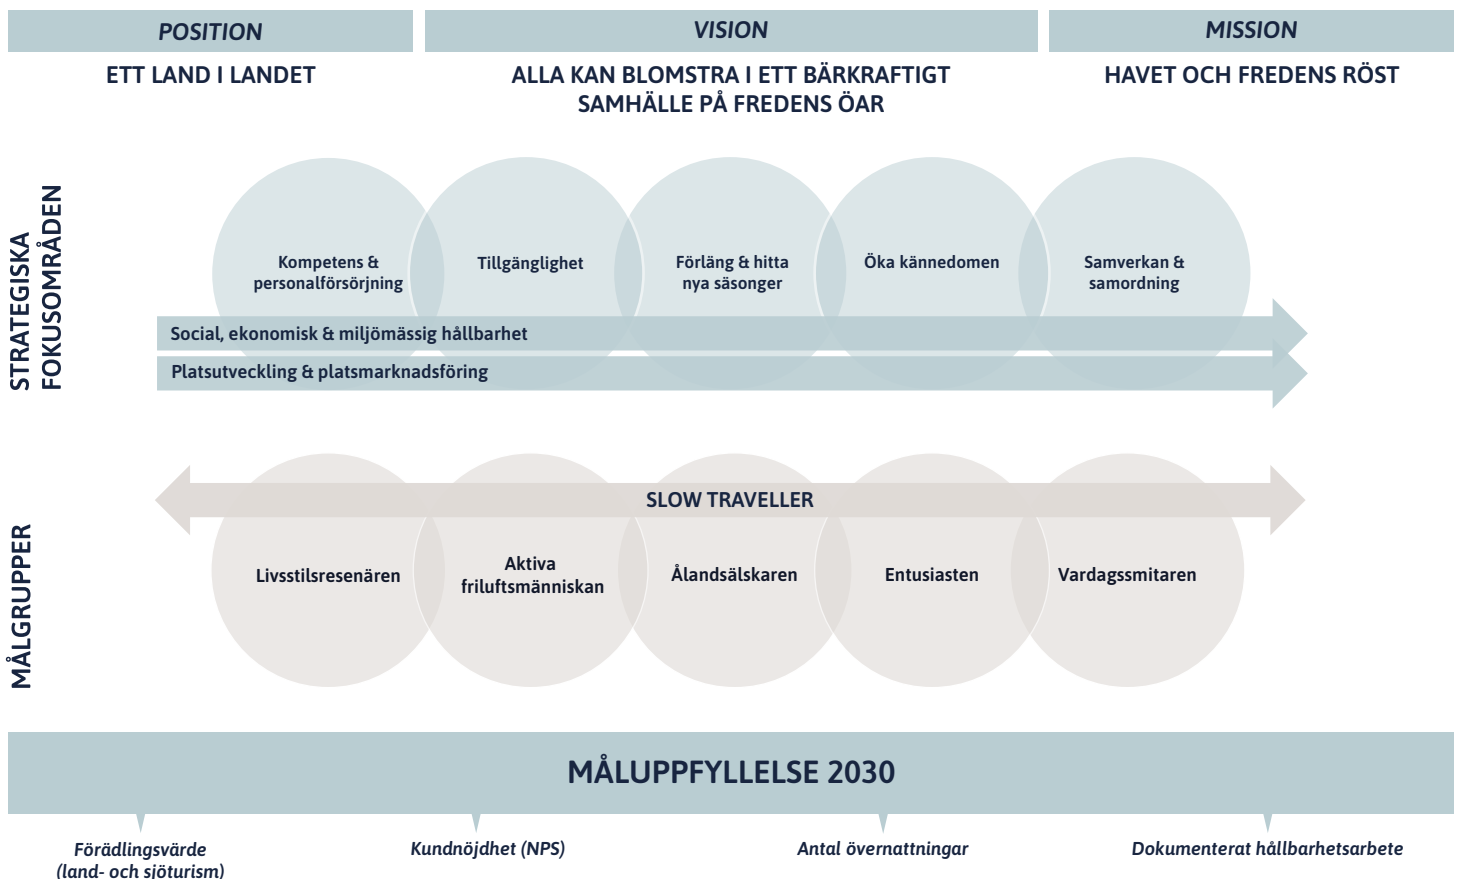 POSITION
VISION
MISSION
ETT LAND I LANDET
ALLA KAN BLOMSTRA I ETT BÄRKRAFTIGT
SAMHÄLLE PÅ FREDENS ÖAR
HAVET OCH FREDENS RÖST
STRATEGISKA
FOKUSOMRÅDEN
Kompetens &
personalförsörjning
Tillgänglighet
Förläng & hitta
nya säsonger
Öka kännedomen
Samverkan &
samordning
Social, ekonomisk & miljömässig hållbarhet
Platsutveckling & platsmarknadsföring
MÅLGRUPPER
SLOW TRAVELLER
Livsstilsresenären
Aktiva
friluftsmänniskan
Ålandsälskaren
Entusiasten
Vardagssmitaren
MÅLUPPFYLLELSE 2030
Förädlingsvärde
(land- och sjöturism)
Kundnöjdhet (NPS)
Antal övernattningar
Dokumenterat hållbarhetsarbete